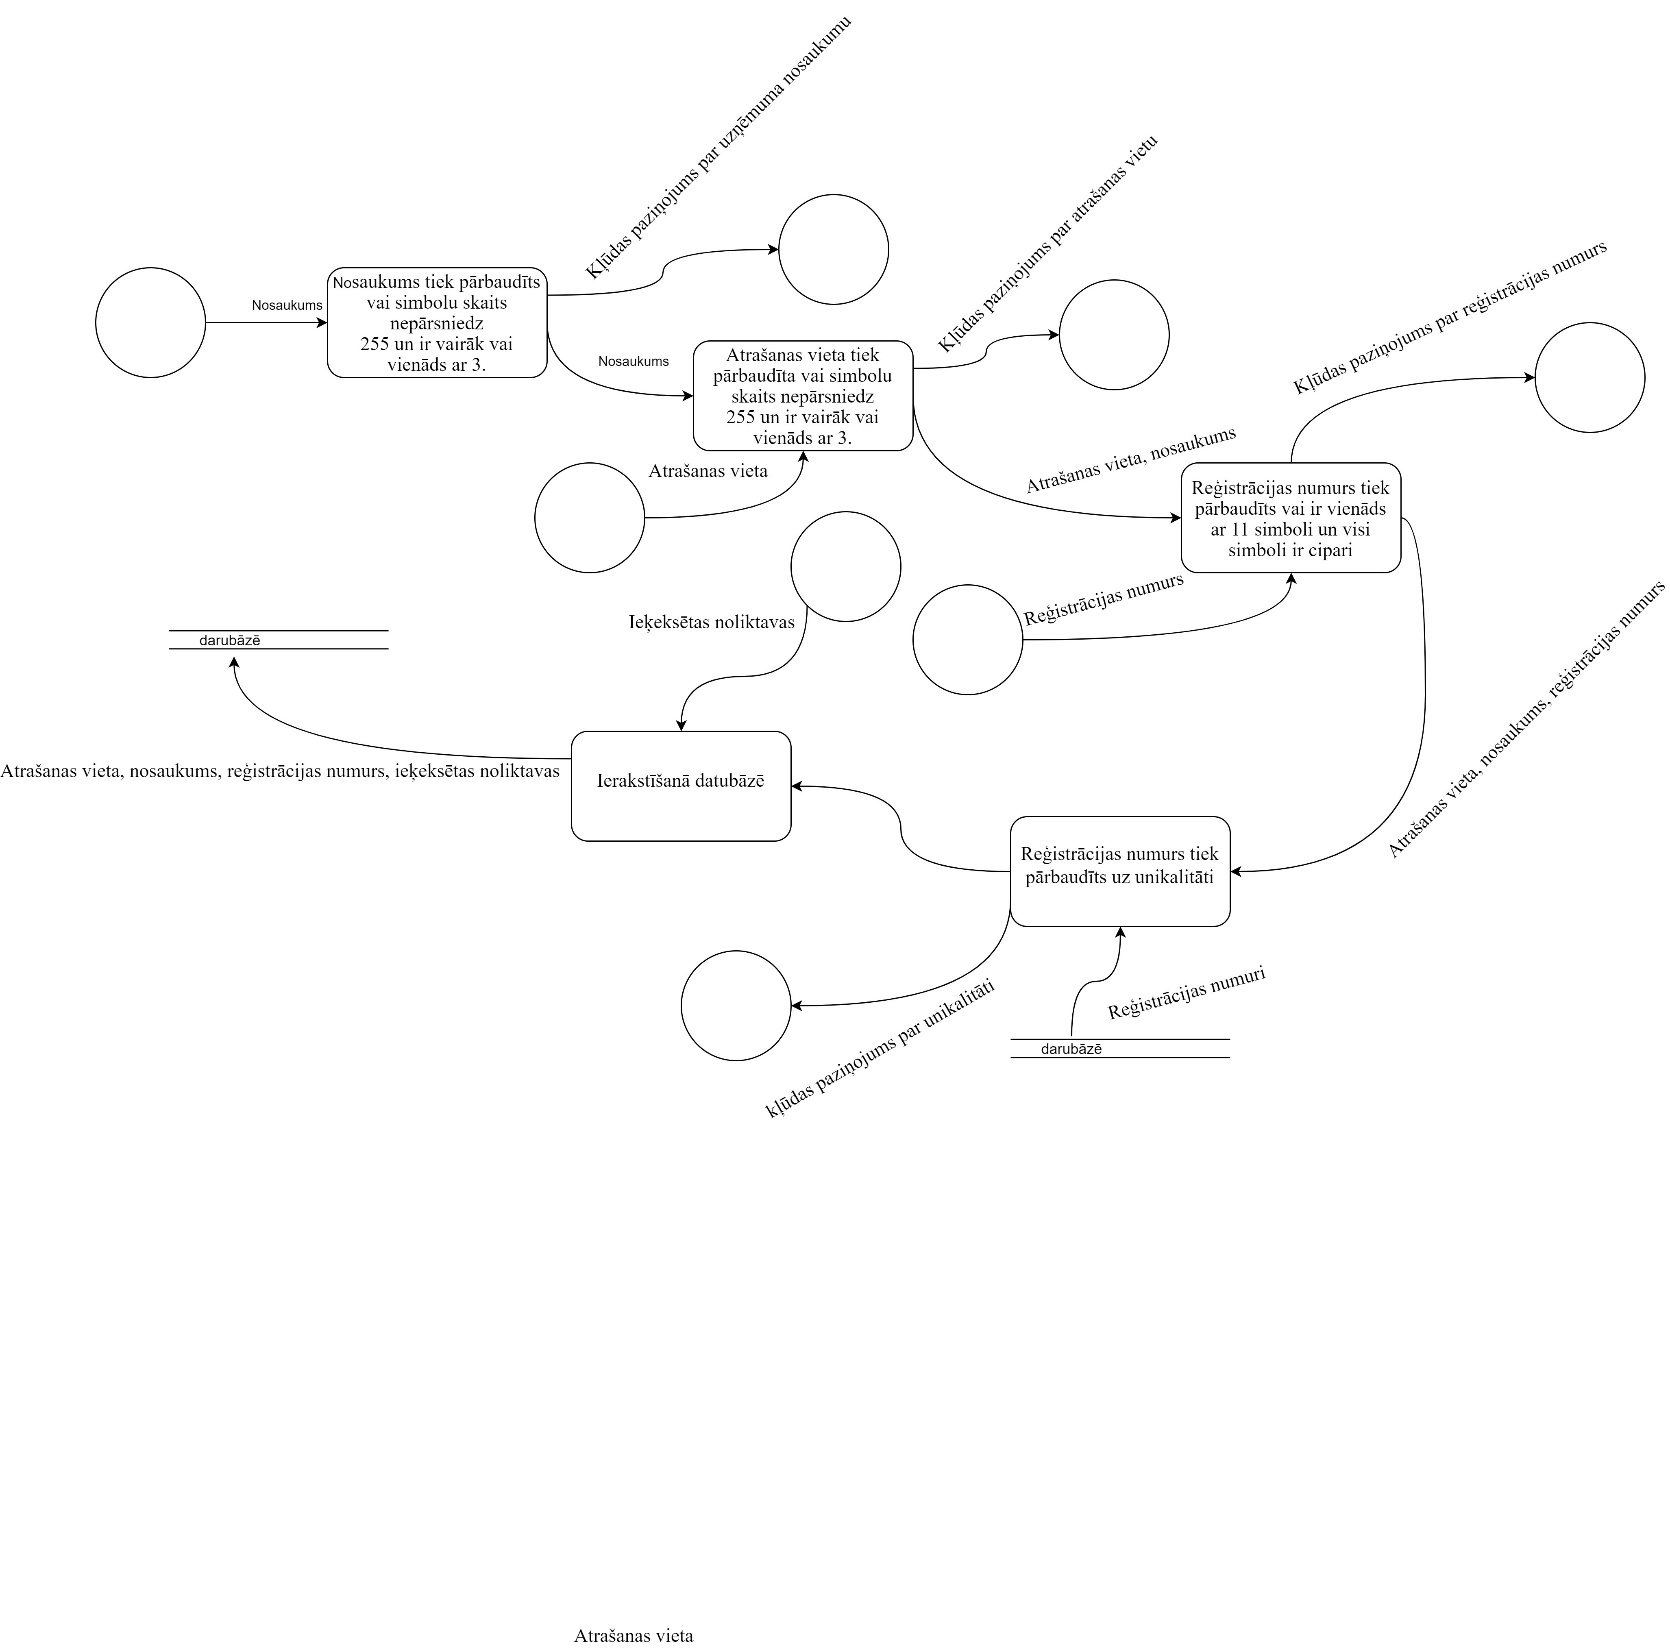 Kļūdas paziņojums par uzņēmuma nosaukumu
Kļūdas paziņojums par atrašanas vietu
Kļūdas paziņojums par reģistrācijas numurs
Nosaukums
Nosaukums tiek pārbaudīts
vai simbolu skaits
nepārsniedz
255 un ir vairāk vai
vienāds ar 3.
Nosaukums
Atrašanas vieta tiek
pārbaudīta vai simbolu
skaits nepārsniedz
255 un ir vairāk vai
vienāds ar 3.
Atrašanas vieta
Atrašanas vieta, nosaukums
Reģistrācijas numurs tiek
pārbaudīts vai ir vienāds
ar 11 simboli un visi
simboli ir cipari
Reģistrācijas numurs
Ieķeksētas noliktavas
darubāzē
Atrašanas vieta, nosaukums, reģistrācijas numurs
Atrašanas vieta, nosaukums, reģistrācijas numurs, ieķeksētas noliktavas
Ierakstīšanā datubāzē
Reģistrācijas numurs tiek
pārbaudīts uz unikalitāti
kļūdas paziņojums par unikalitāti
Reģistrācijas numuri
darubāzē
Atrašanas vieta